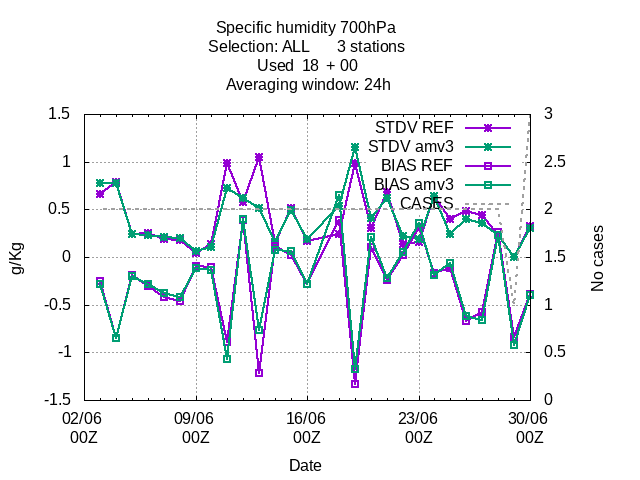 Specific humidity 700hPa
Selection: ALL 3 stations
Used 18 + 00
Averaging window: 24h
1.5
1
0.5
0
-0.5
-1
-1.5
g/Kg
STDV REF
STDV amv3
BIAS REF
BIAS amv3
CASES
3
2.5
2
1.5
1
0.5
0
No cases
02/06 09/06 16/06 23/06 30/06
00Z 00Z 00Z 00Z 00Z
Date